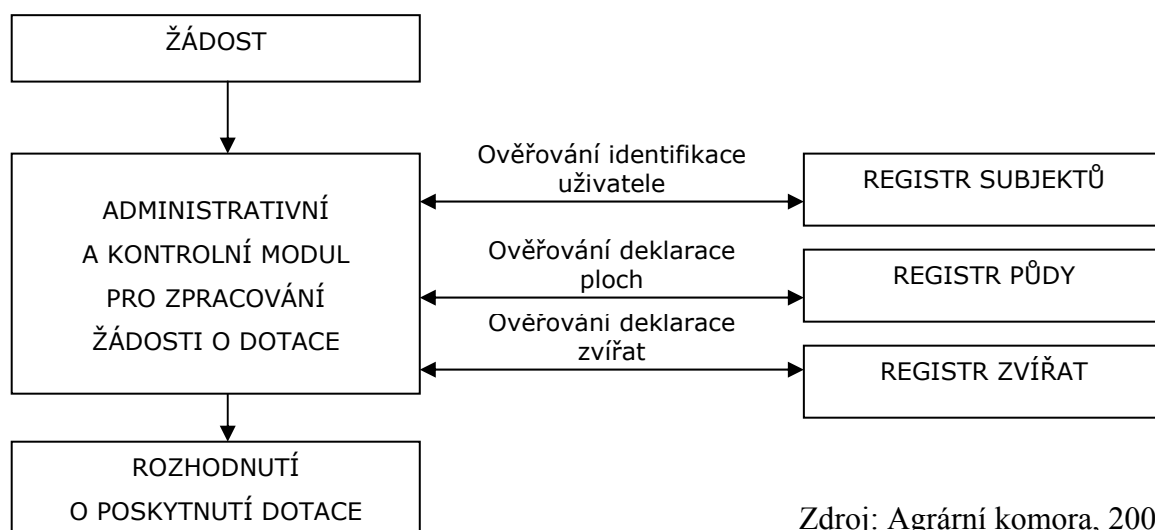 ŽÁDOST
ADMINISTRATIVNÍ
A KONTROLNÍ MODUL
PRO ZPRACOVÁNÍ
ŽÁDOSTI O DOTACE
Ověřování identifikace
uživatele
REGISTR SUBJEKTŮ
Ověřování deklarace
ploch
REGISTR PŮDY
Ověřování deklarace
zvířat
REGISTR ZVÍŘAT
ROZHODNUTÍ
O POSKYTNUTÍ DOTACE
Zdroj: Agrární komora, 200